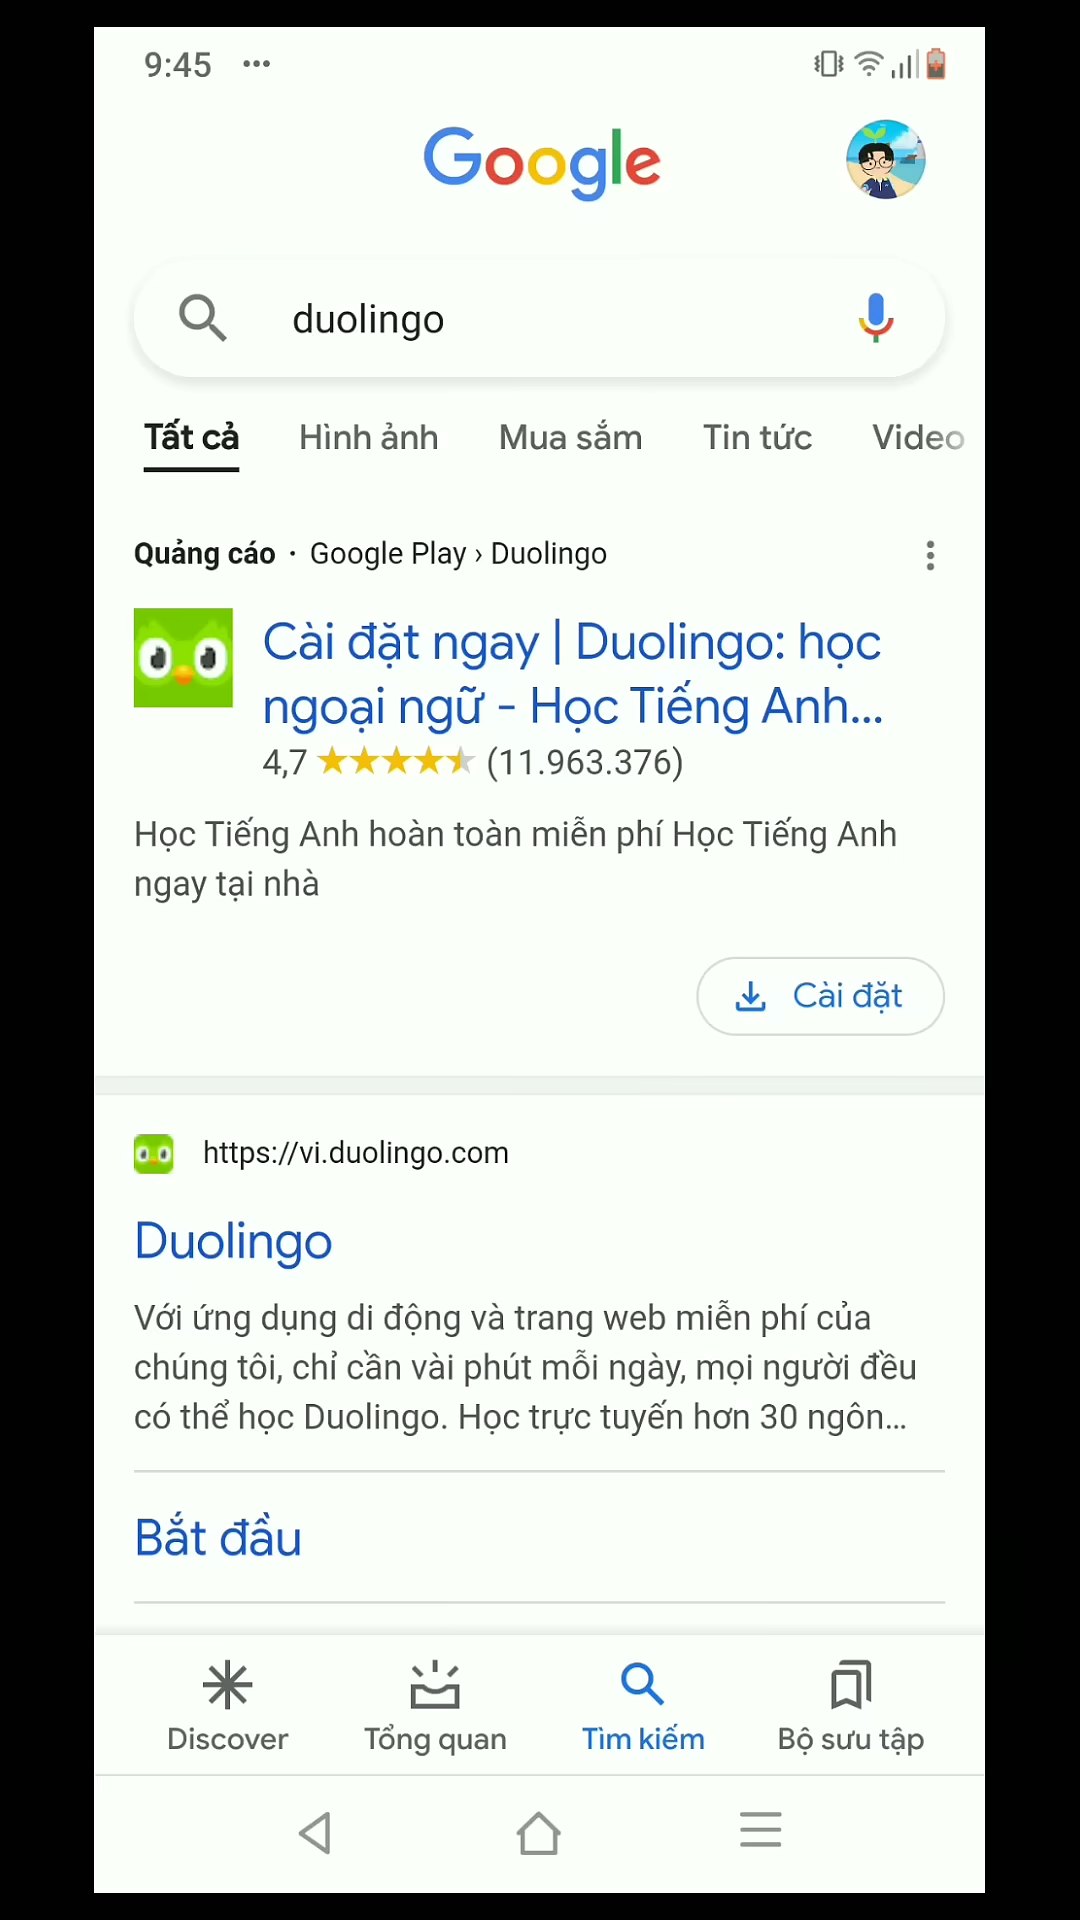 9:45 ...
Google
duolingo
Tất cả Hình ảnh Mua sắm Tin tức Video
Quảng cáo · Google Play › Duolingo
Cài đặt ngay | Duolingo: học
ngoại ngữ - Học Tiếng Anh...
4,7 ★★★★★ (11.963.376)
Học Tiếng Anh hoàn toàn miễn phí Học Tiếng Anh
ngay tại nhà
Cài đặt
https://vi.duolingo.com
Duolingo
Với ứng dụng di động và trang web miễn phí của
chúng tôi, chỉ cần vài phút mỗi ngày, mọi người đều
có thể học Duolingo. Học trực tuyến hơn 30 ngôn...
Bắt đầu
Discover Tổng quan Tìm kiếm Bộ sưu tập